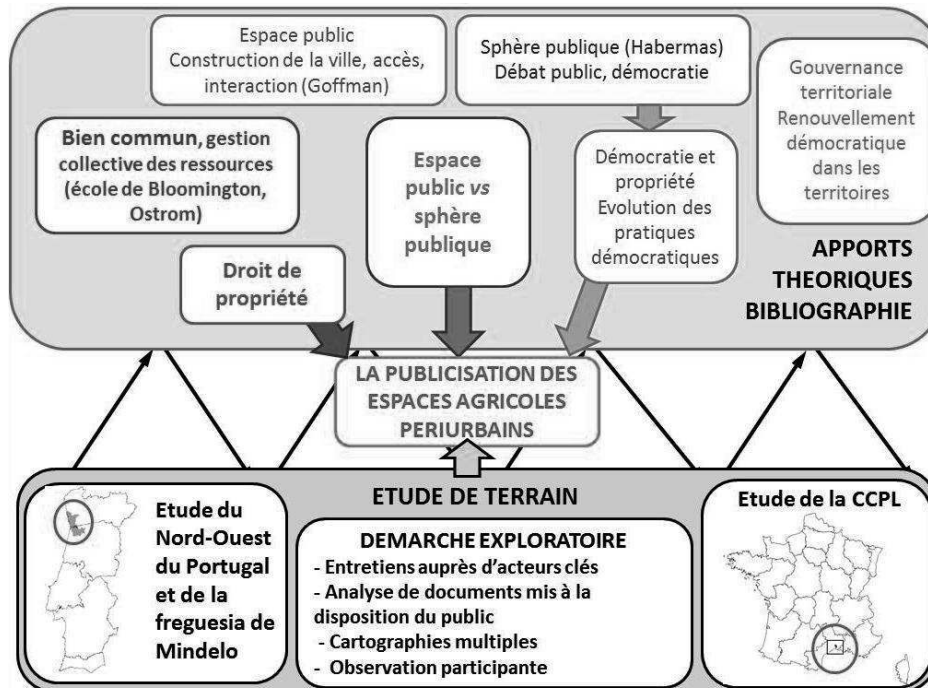 Espace public
Construction de la ville, accès,
interaction (Goffman)
Sphère publique (Habermas)
Débat public, démocratie
Gouvernance
territoriale
Renouvellement
démocratique
dans les
territoires
Bien commun, gestion
collective des ressources
(école de Bloomington,
Ostrom)
Espace
public vs
sphère
publique
Démocratie et
propriété
Evolution des
pratiques
démocratiques
Droit de
propriété
APPORTS
THEORIQUES
BIBLIOGRAPHIE
LA PUBLICISATION DES
ESPACES AGRICOLES
PERIURBAINS
ETUDE DE TERRAIN
Etude du
Nord-Ouest
du Portugal
et de la
freguesia de
Mindelo
DEMARCHE EXPLORATOIRE
- Entretiens auprès d'acteurs clés
- Analyse de documents mis à la
disposition du public
- Cartographies multiples
- Observation participante
Etude de la CCPL